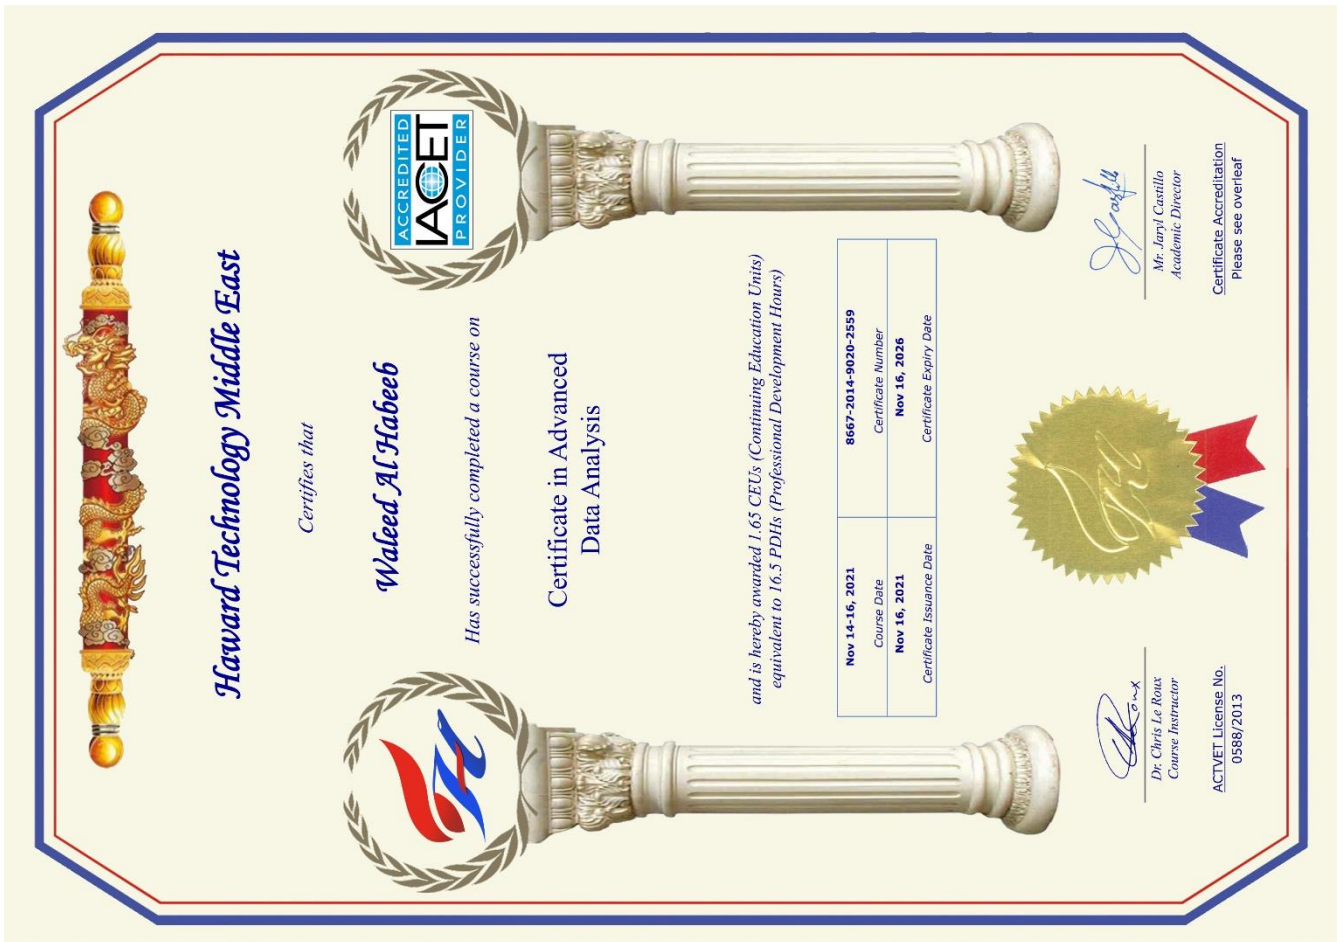 ACCREDITED
IACET
PROVIDER
Haward Technology Middle East
Certifies that
Waleed Al Habeeb
Has successfully completed a course on
Certificate in Advanced
Data Analysis
and is hereby awarded 1.65 CEUs (Continuing Education Units)
equivalent to 16.5 PDHs (Professional Development Hours)
Nov 14-16, 2021
Course Date
8667-2014-9020-2559
Certificate Number
Nov 16, 2021
Certificate Issuance Date
Nov 16, 2026
Certificate Expiry Date
Dr. Chris Le Roux
Course Instructor
Mr. Jaryl Castillo
Academic Director
ACTVET License No.
0588/2013
Certificate Accreditation
Please see overleaf